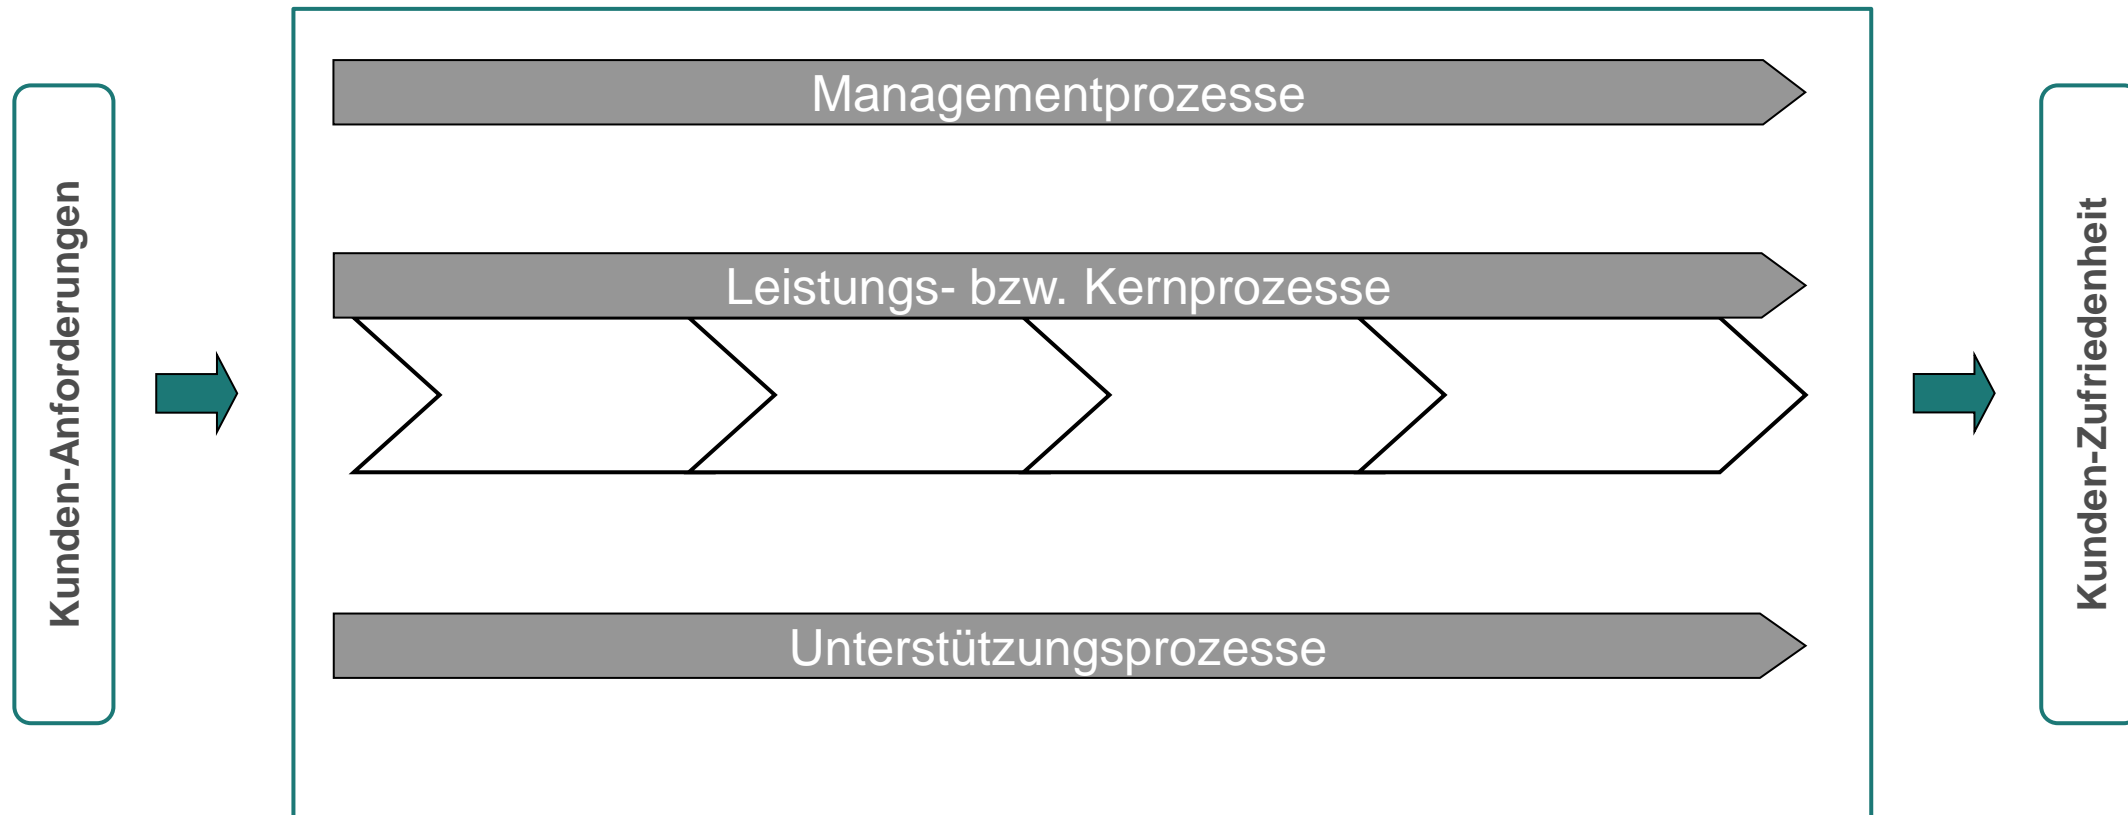 Kunden-Anforderungen
Managementprozesse
Leistungs- bzw. Kernprozesse
Unterstützungsprozesse
Kunden-Zufriedenheit